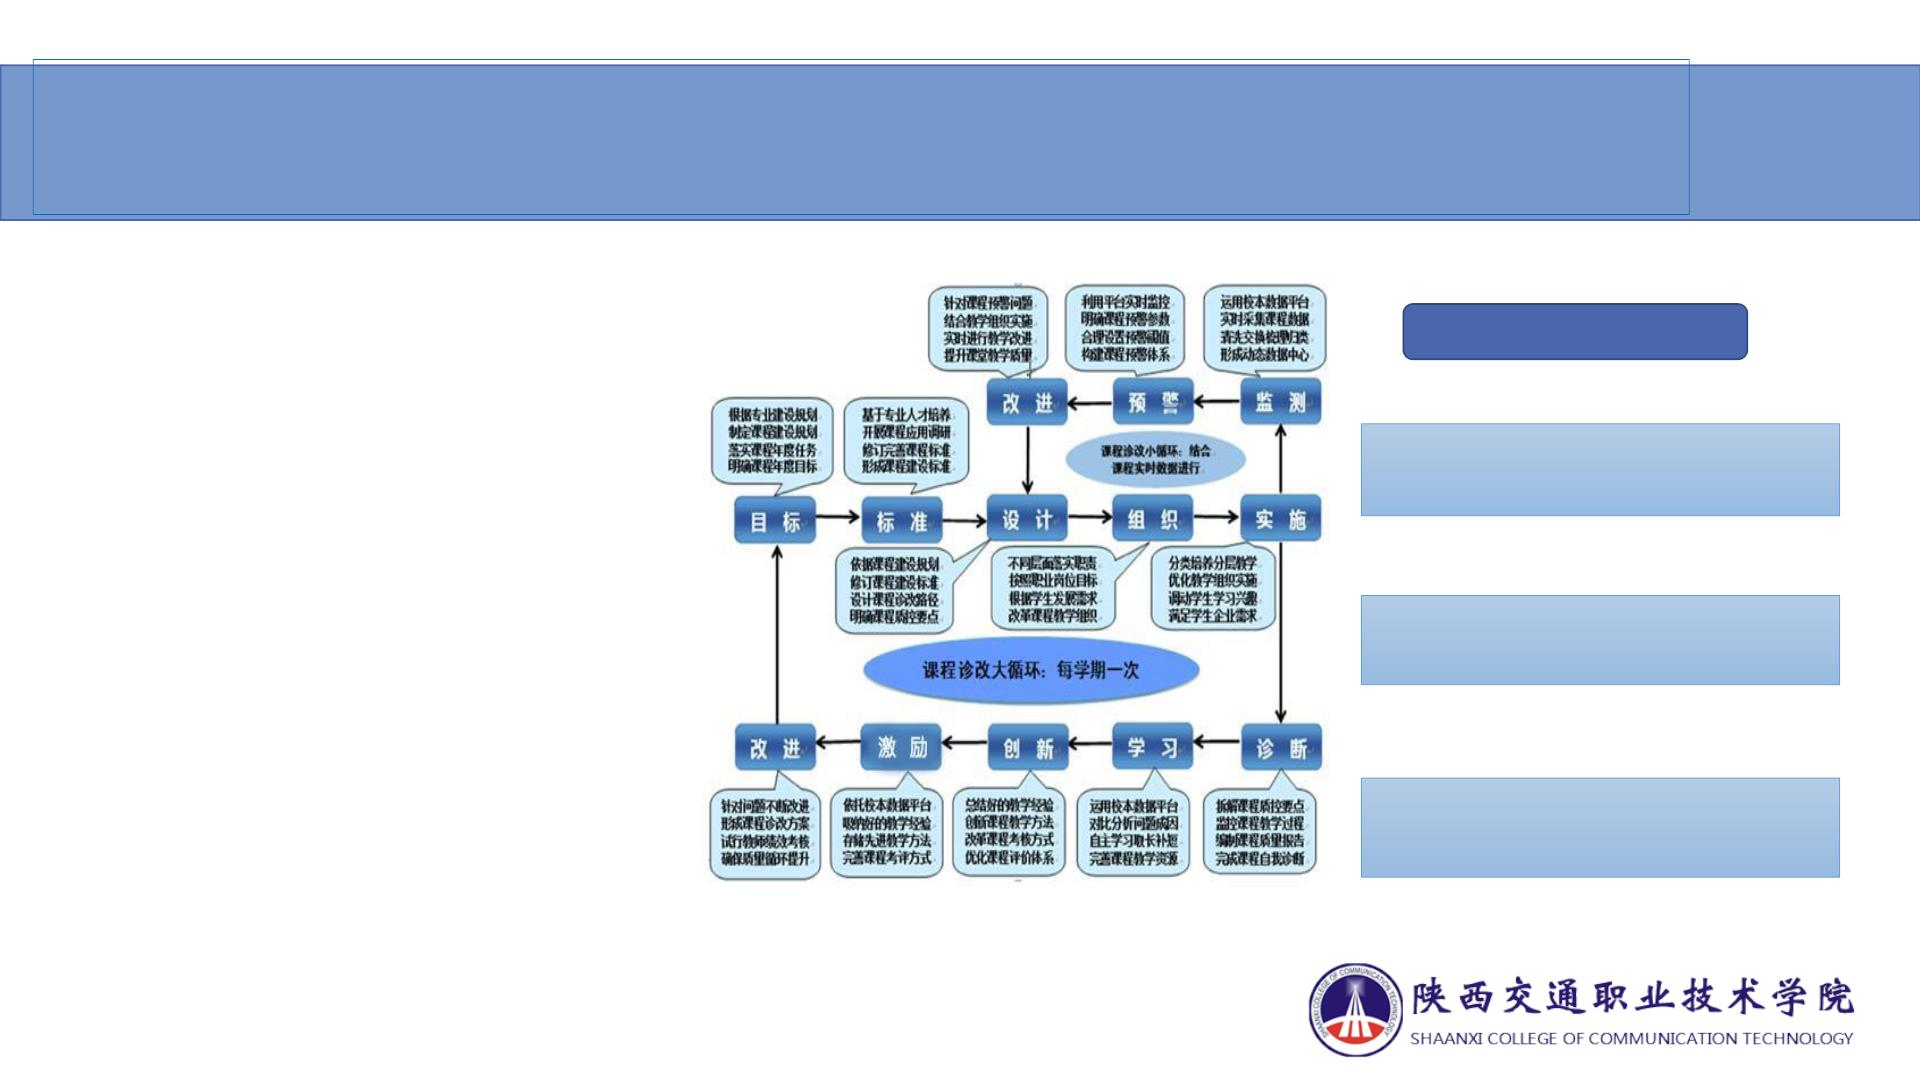 针对课程预警问题
结合教学组织实施
实时进行教学改进
提升课堂教学质量
利用平台实时监控
明确课程预警参数
合理设置预警阈值
构建课程预警体系
运用校本数据平台
实时采集课程数据
清洗交换梳理归类
形成动态数据中心
改 进
预 警
监 测
根据专业建设规划
制定课程建设规划
落实课程年度任务
明确课程年度目标
基于专业人才培养
开展课程应用调研
修订完善课程标准
形成课程建设标准
课程诊改小循环：结合
课程实时数据进行
目 标
标 准
设 计
组 织
实 施
依据课程建设规划
修订课程建设标准
设计课程诊改路径
明确课程质控要点
不同层面落实职责
按照职业岗位目标
根据学生发展需求
改革课程教学组织
分类培养分层教学
优化教学组织实施
调动学生学习兴趣
满足学生企业需求
课程诊改大循环：每学期一次
改 进
激 励
创 新
学 习
诊 断
针对问题不断改进
形成课程诊改方案
试行教师绩效考核
确保质量循环提升
依托校本数据平台
吸纳好的教学经验
存储先进教学方法
完善课程考评方式
总结好的教学经验
创新课程教学方法
改革课程考核方式
优化课程评价体系
运用校本数据平台
对比分析问题成因
自主学习取长补短
完善课程教学资源
拆解课程质控要点
监控课程教学过程
编制课程质量报告
完成课程自我诊断
陕西交通职业技术学院
SHAANXI COLLEGE OF COMMUNICATION TECHNOLOGY